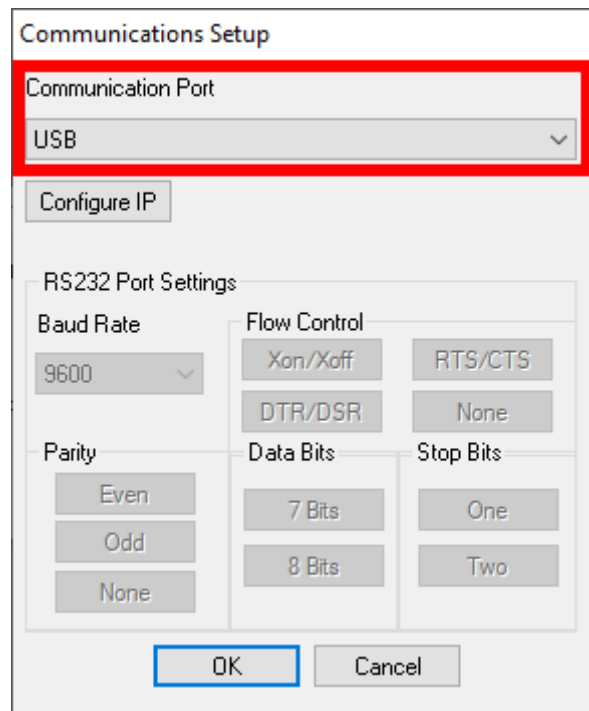 Communications Setup
Communication Port
USB
Configure IP
RS232 Port Settings
Baud Rate
9600
Flow Control
Xon/Xoff
RTS/CTS
DTR/DSR
None
Parity
Even
Odd
None
Data Bits
7 Bits
8 Bits
Stop Bits
One
Two
OK
Cancel